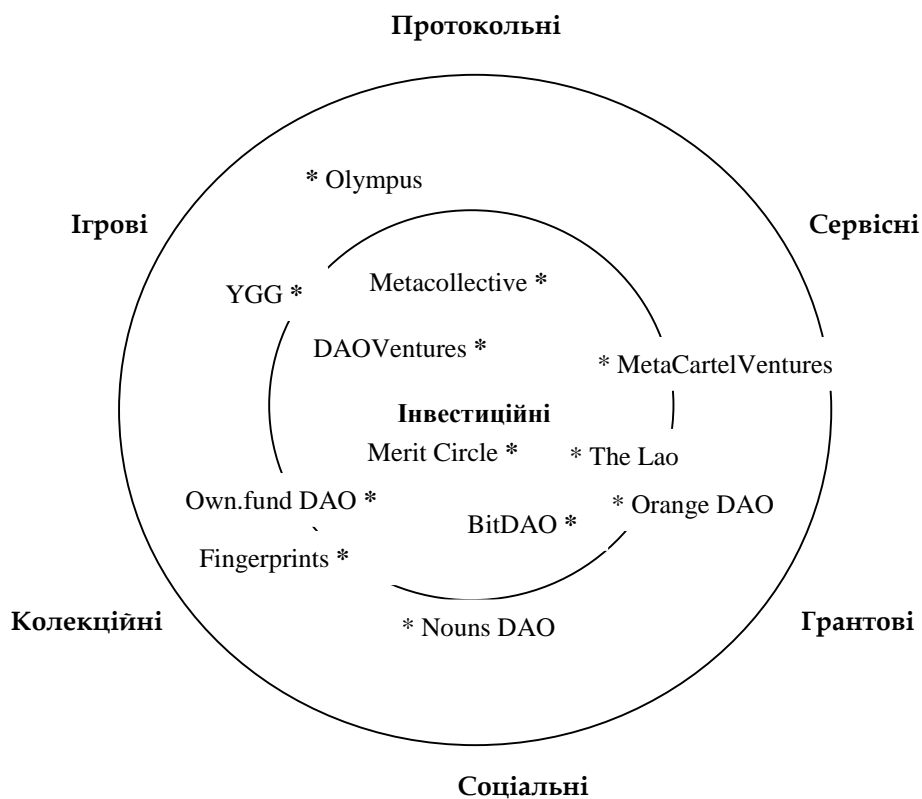 Протокольні
* Olympus
Ігрові
Сервісні
YGG *
Metacollective *
DAOVentures *
* MetaCartelVentures
Інвестиційні
Merit Circle *
* The Lao
Own.fund DAO *
* Orange DAO
BitDAO *
Fingerprints *
Колекційні
* Nouns DAO
Грантові
Соціальні